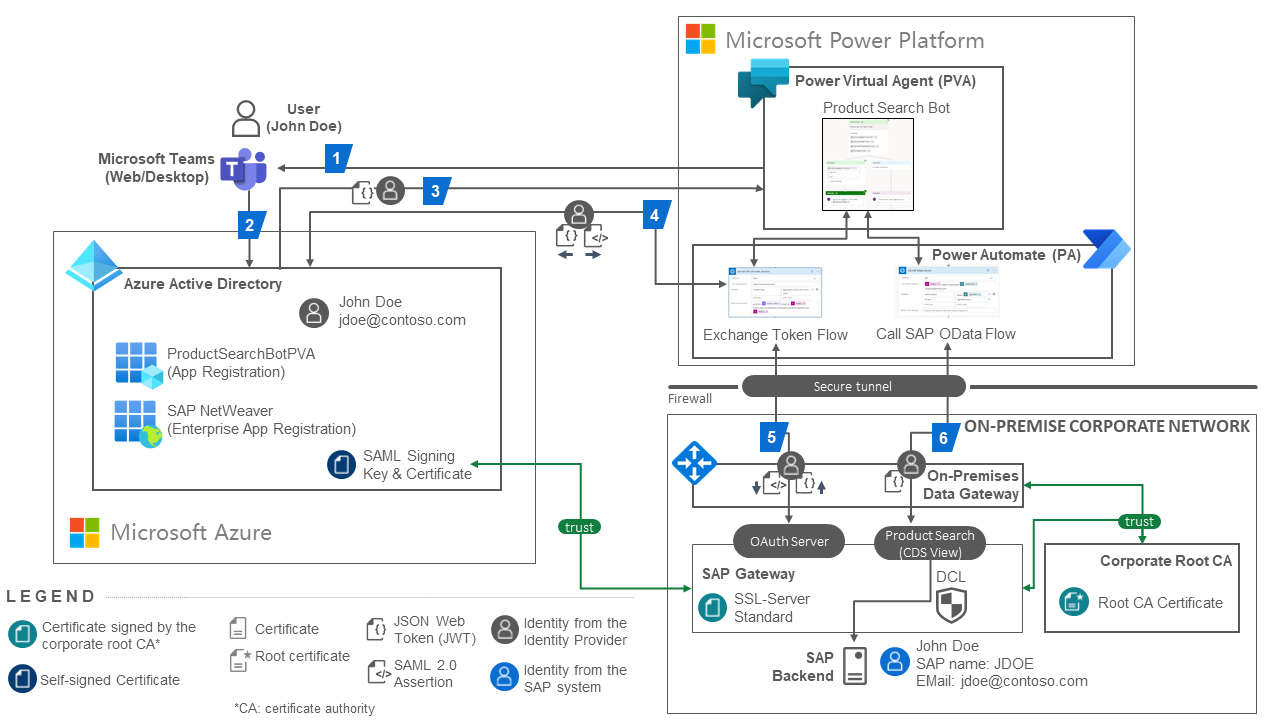 Microsoft Power Platform
Power Virtual Agent (PVA)
Product Search Bot
User
(John Doe)
Microsoft Teams
(Web/Desktop)
1
2
3
4
Azure Active Directory
John Doe
jdoe@contoso.com
ProductSearchBotPVA
(App Registration)
SAP NetWeaver
(Enterprise App Registration)
SAML Signing
Key & Certificate
Microsoft Azure
Power Automate (PA)
Exchange Token Flow
Call SAP OData Flow
Secure tunnel
Firewall
5
6
ON-PREMISE CORPORATE NETWORK
On-Premises
Data Gateway
trust
trust
OAuth Server
Product Search
(CDS View)
SAP Gateway
SSL-Server
Standard
DCL
Corporate Root CA
Root CA Certificate
SAP
Backend
John Doe
SAP name: JDOE
EMail: jdoe@contoso.com
LEGEND
Certificate signed by the
corporate root CA*
Self-signed Certificate
Certificate
Root certificate
JSON Web
Token (JWT)
SAML 2.0
Assertion
Identity from the
Identity Provider
Identity from the
SAP system
*CA: certificate authority